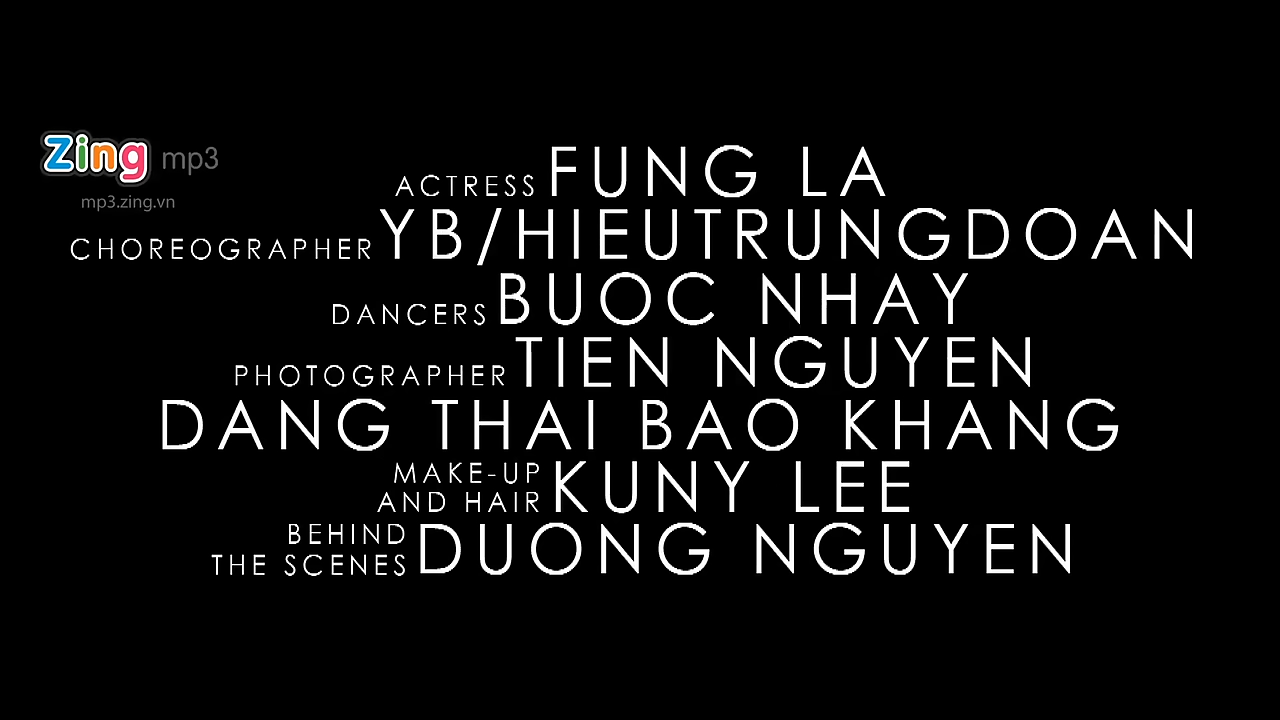 Zing mp3
mp3.zing.vn
ACTRESS FUNG LA
CHOREOGRAPHER YB/HIEUTRUNGDOAN
DANCERS BUOC NHAY
PHOTOGRAPHER TIEN NGUYEN
DANG THAI BAO KHANG
MAKE-UP
AND HAIR KUNY LEE
BEHIND
THE SCENES DUONG NGUYEN